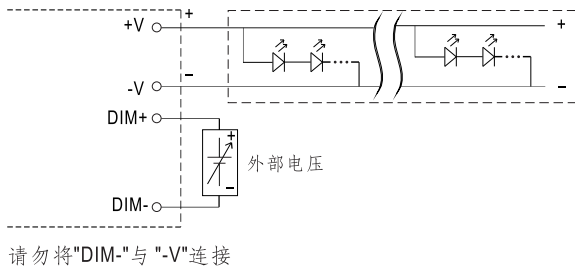 +V
+
+
-V
−
−
DIM+
+
外部电压
−
DIM-
请勿将"DIM-"与 "-V"连接